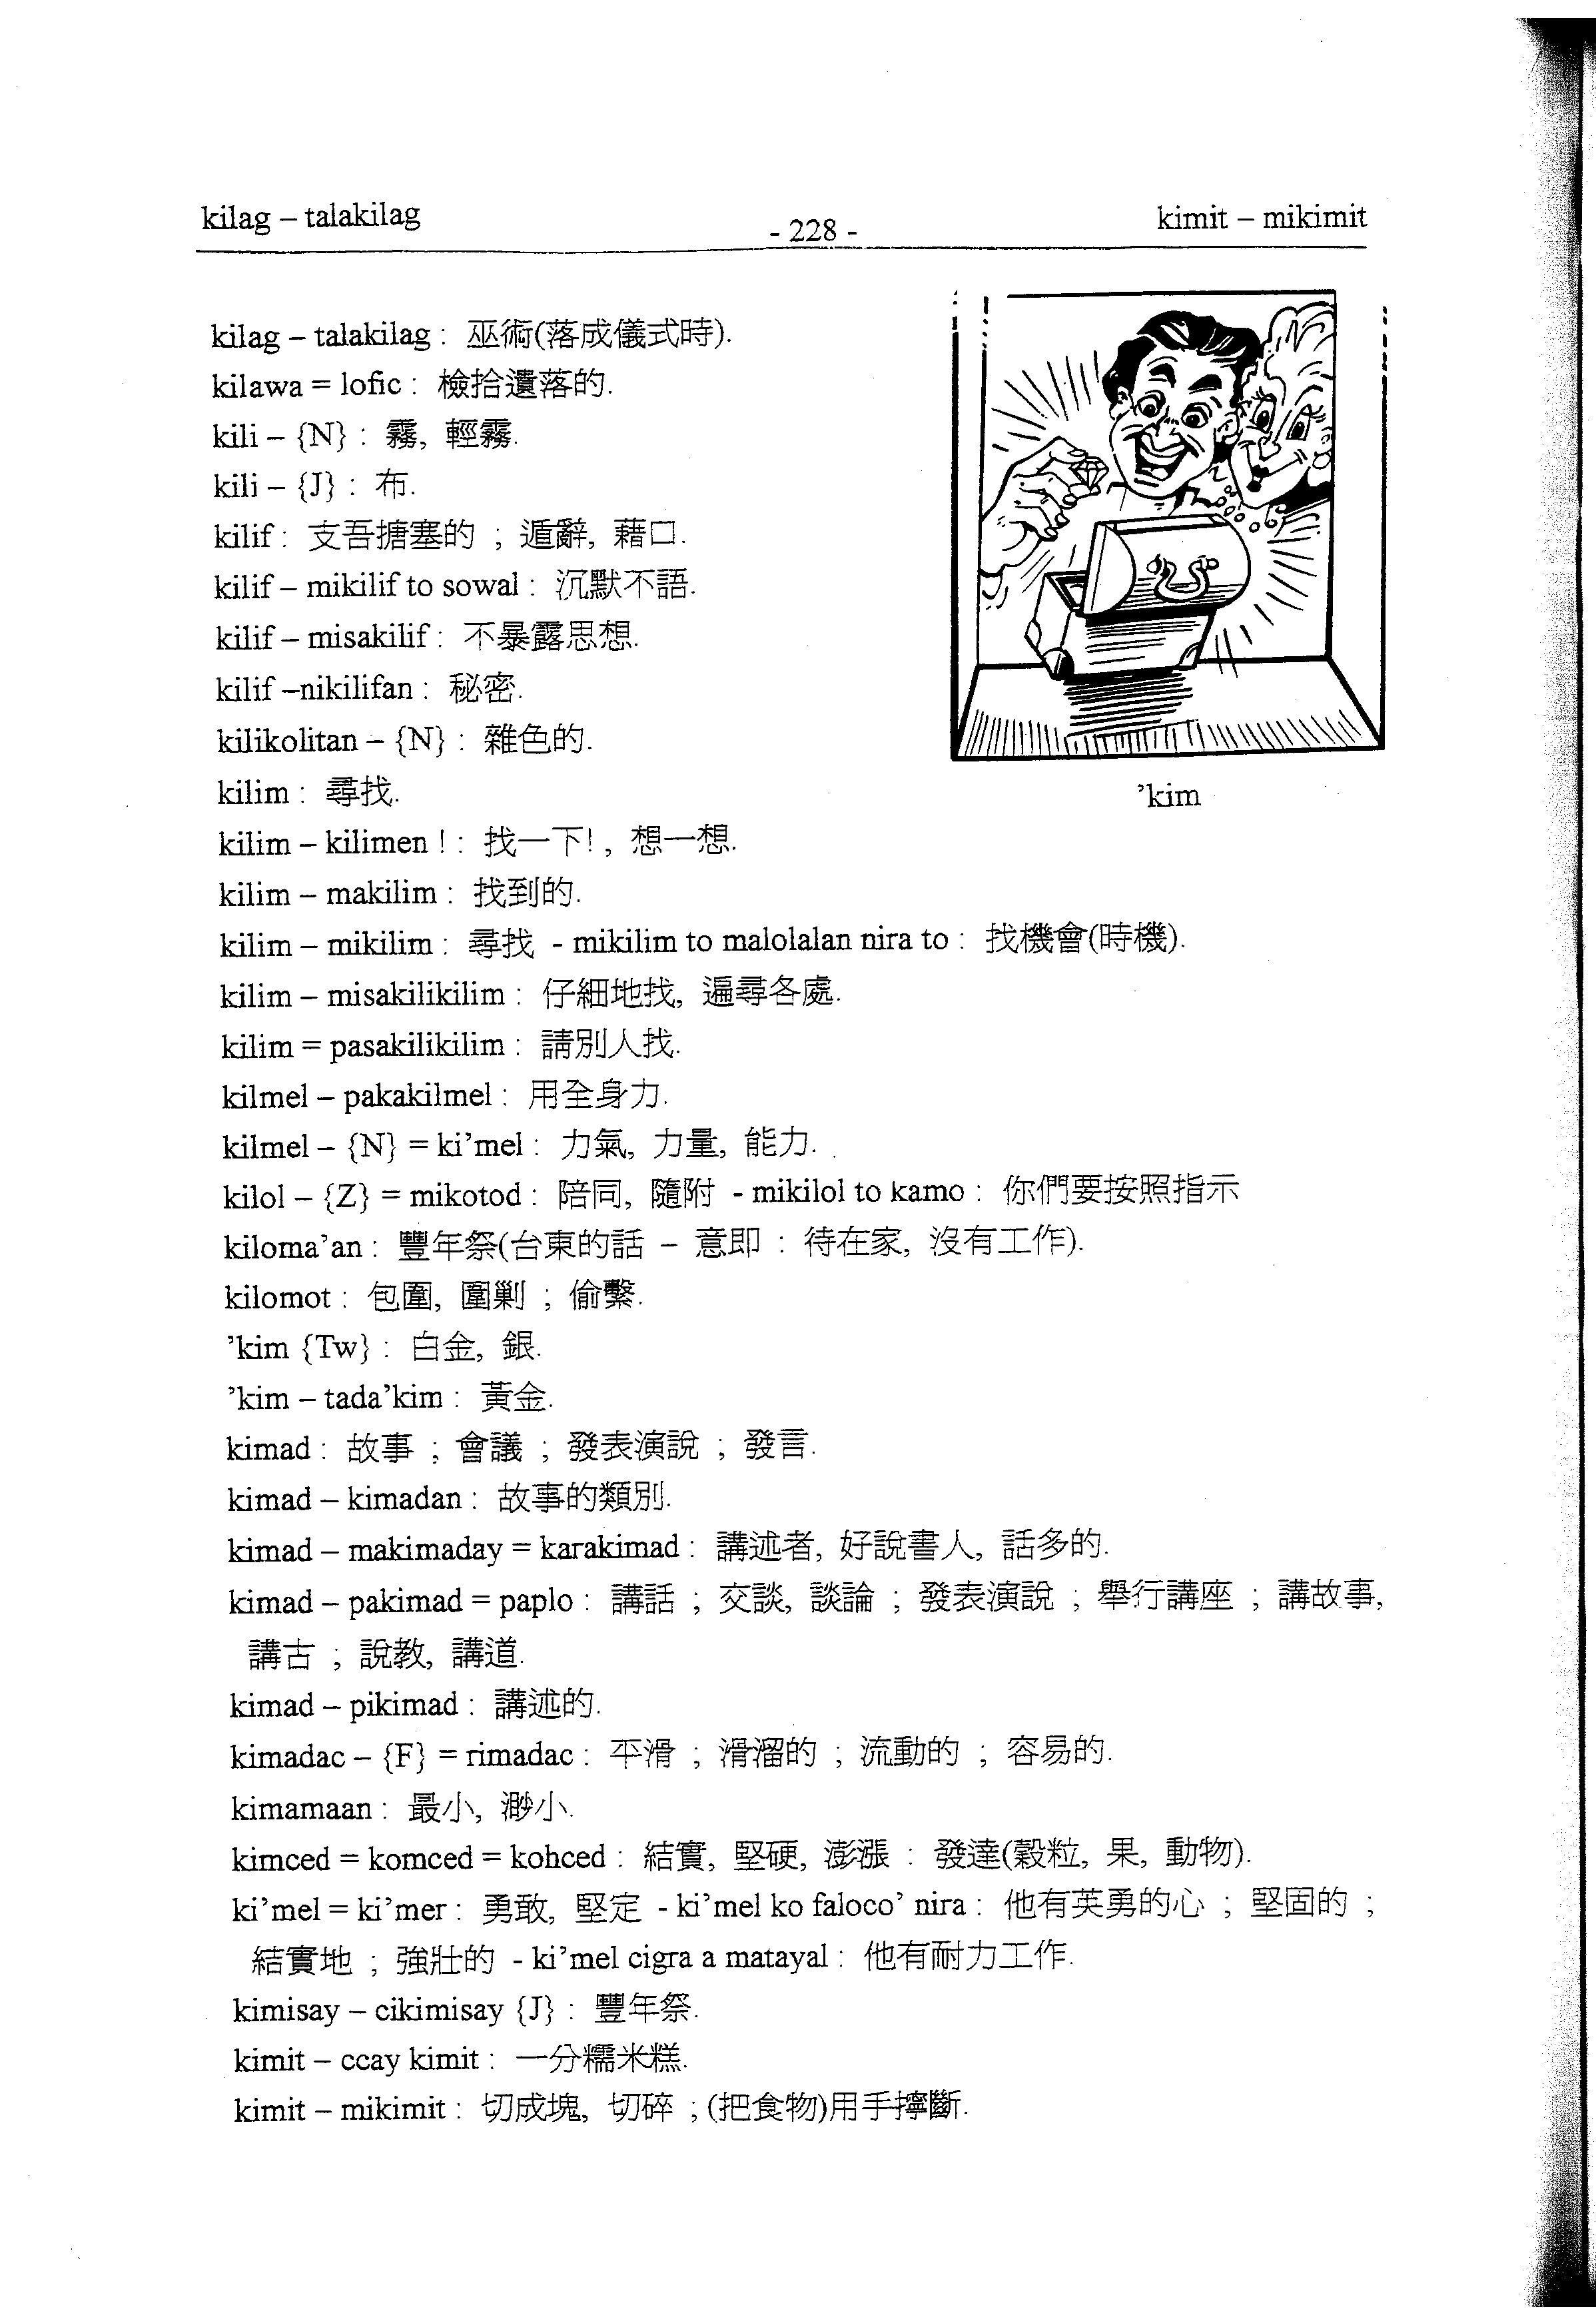 kilag – talakilag
- 228 -
kimit – mikimit
kilag – talakilag : 巫術(落成儀式時).
kilawa = lofic : 檢拾遺落的.
kili – {N} : 霧, 輕霧.
kili – {J} : 布.
kilif : 支吾搪塞的 ; 遁辭, 藉口.
kilif – mikilif to sowal : 沉默不語.
kilif – misakilif : 不暴露思想.
kilif –nikilifan : 秘密.
kilikolitan – {N} : 雜色的.
kilim : 尋找.
’kim
kilim – kilimen ! : 找一下! , 想一想.
kilim – makilim : 找到的.
kilim – mikilim : 尋找 - mikilim to malolalan nira to : 找機會(時機).
kilim – misakilikilim : 仔細地找, 遍尋各處.
kilim = pasakilikilim : 請別人找.
kilmel – pakakilmel : 用全身力.
kilmel – {N} = ki’mel : 力氣, 力量, 能力.
kilol – {Z} = mikotod : 陪同, 隨附 - mikilol to kamo : 你們要按照指示
kiloma’an : 豐年祭(台東的話 – 意即 : 待在家, 沒有工作).
kilomot : 包圍, 圍剿 ; 偷繫.
’kim {Tw} : 白金, 銀.
’kim – tada’kim : 黃金.
kimad : 故事 ; 會議 ; 發表演說 ; 發言.
kimad – kimadan : 故事的類別.
kimad – makimaday = karakimad : 講述者, 好說書人, 話多的.
kimad – pakimad = paplo : 講話 ; 交談, 談論 ; 發表演說 ; 舉行講座 ; 講故事,
講古 ; 說教, 講道.
kimad – pikimad : 講述的.
kimadac – {F} = rimadac : 平滑 ; 滑溜的 ; 流動的 ; 容易的.
kimamaan : 最小, 渺小.
kimced = komced = kohced : 結實, 堅硬, 澎漲 : 發達(穀粒, 果, 動物).
ki’mel = ki’mer : 勇敢, 堅定 - ki’mel ko faloco’ nira : 他有英勇的心 ; 堅固的 ;
結實地 ; 強壯的 - ki’mel cigra a matayal : 他有耐力工作.
kimisay – cikimisay {J} : 豐年祭.
kimit – ccay kimit : 一分糯米糕.
kimit – mikimit : 切成塊, 切碎 ; (把食物)用手擰斷.